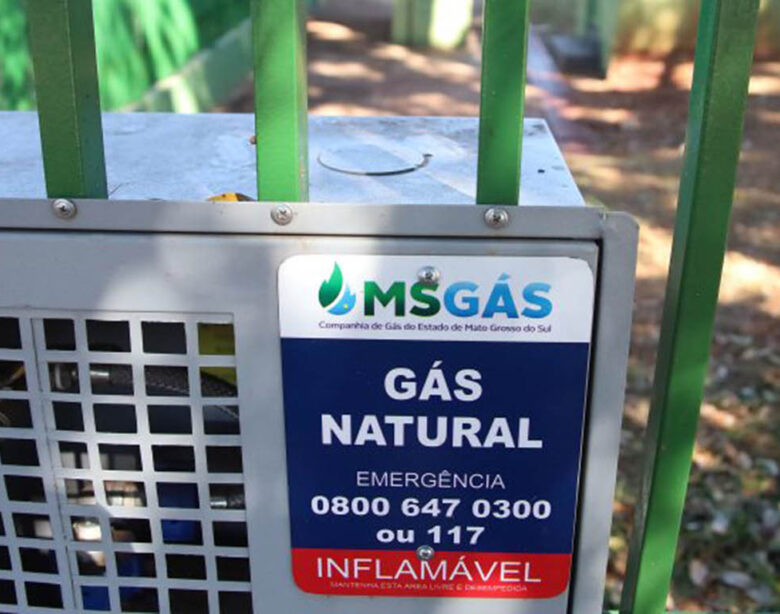 MSGÁS
Companhia de Gás do Estado de Mato Grosso do Sul
GÁS
NATURAL
EMERGÊNCIA
0800 647 0300
ou 117
INFLAMÁVEL
MANTENHA ESTA ÁREA LIVRE E DESIMPEDIDA